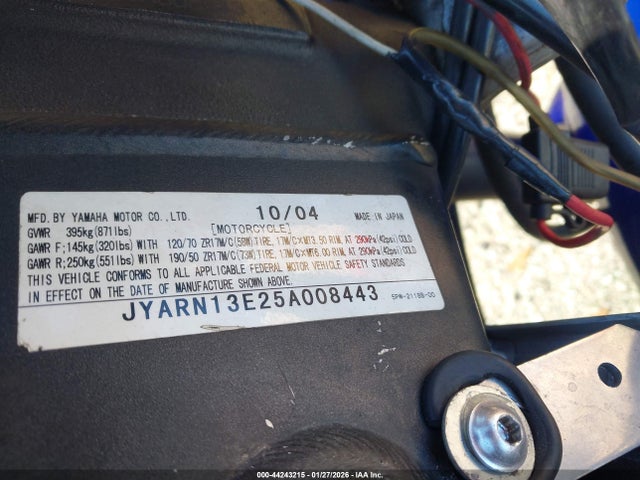 MFD. BY YAMAHA MOTOR CO.,LTD. 10/04 MADE IN JAPAN
GVWR 395kg(871lbs) [MOTORCYCLE]
GAWR F;145kg(320lbs)WITH 120/70 ZR17M/C(58W)TIRE, 17M/C×MT3.50 RIM, AT 290kPa(42psi)COLD
GAWR R;250kg(551lbs)WITH 190/50 ZR17M/C(73W)TIRE, 17M/C×MT6.00 RIM, AT 290kPa(42psi)COLD
THIS VEHICLE CONFORMS TO ALL APPLICABLE FEDERAL MOTOR VEHICLE SAFETY STANDARDS
IN EFFECT ON THE DATE OF MANUFACTURE SHOWN ABOVE.
JYARN13E25A008443 5PW-2118B-00
000-44243215 - 01/27/2026 - IAA Inc.